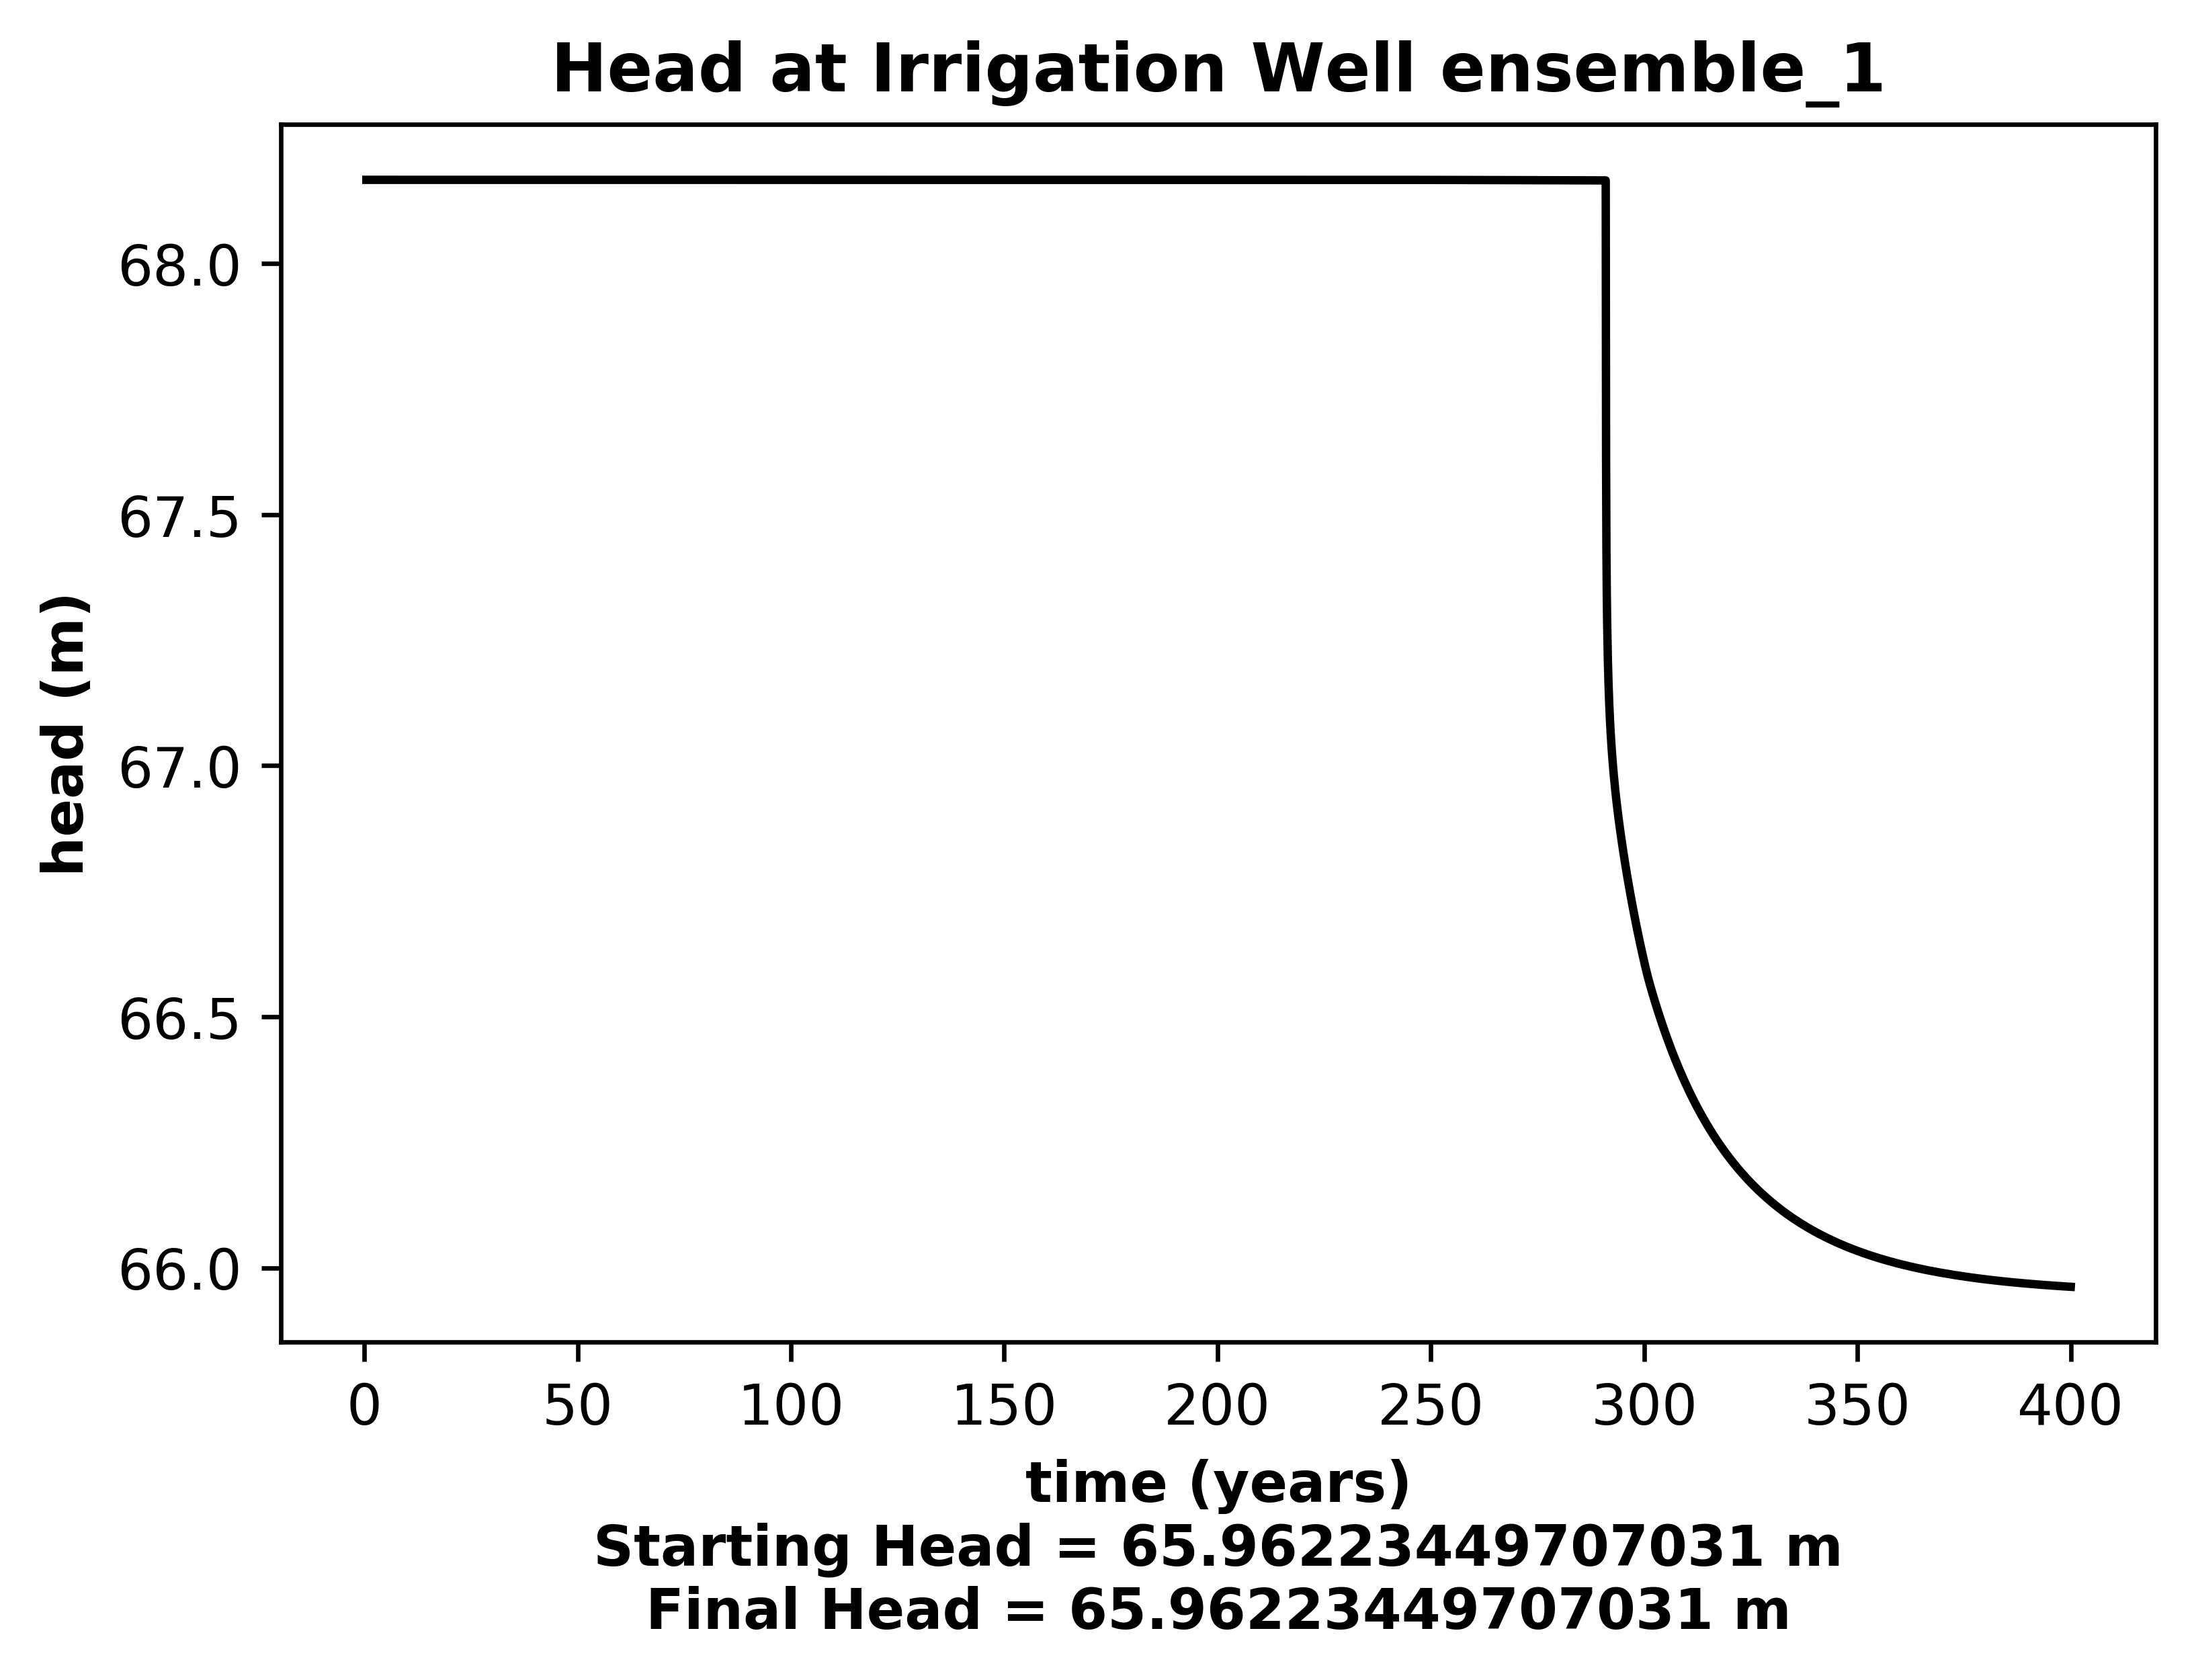 Head at Irrigation Well ensemble_1
68.0
67.5
67.0
66.5
66.0
head (m)
0 50 100 150 200 250 300 350 400
time (years)
Starting Head = 65.96223449707031 m
Final Head = 65.96223449707031 m